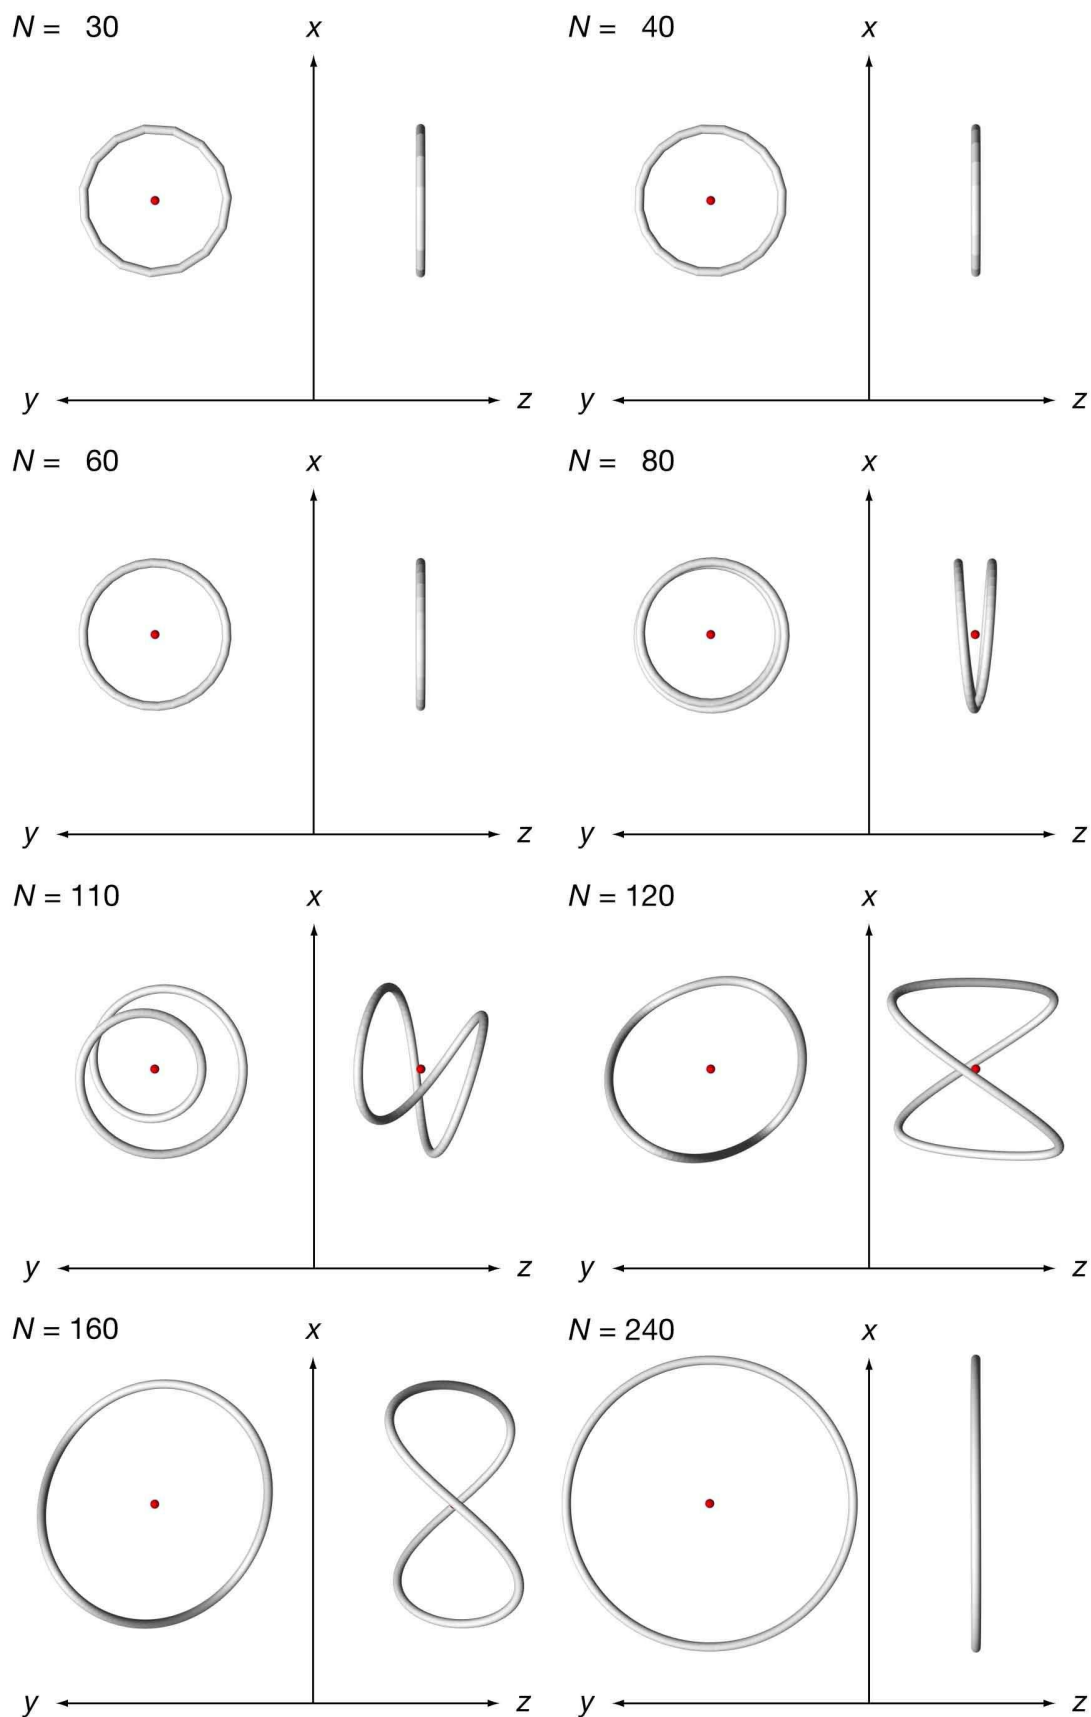 N = 30
x
N = 40
x
y
z
y
z
N = 60
x
N = 80
x
y
z
y
z
N = 110
x
N = 120
x
y
z
y
z
N = 160
x
N = 240
x
y
z
y
z